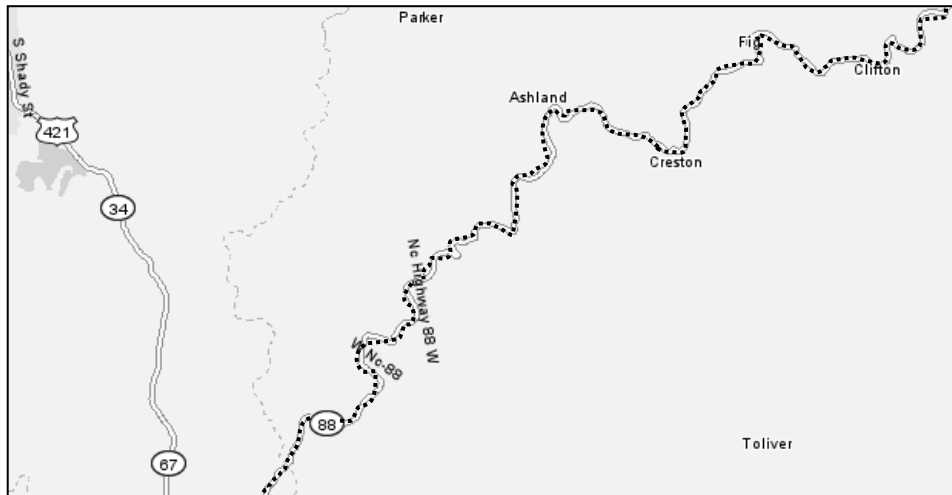 Parker
S Shady St
Fig
Clifton
Ashland
421
Creston
34
Nc Highway 88 W
W Nc-88
88
Toliver
67